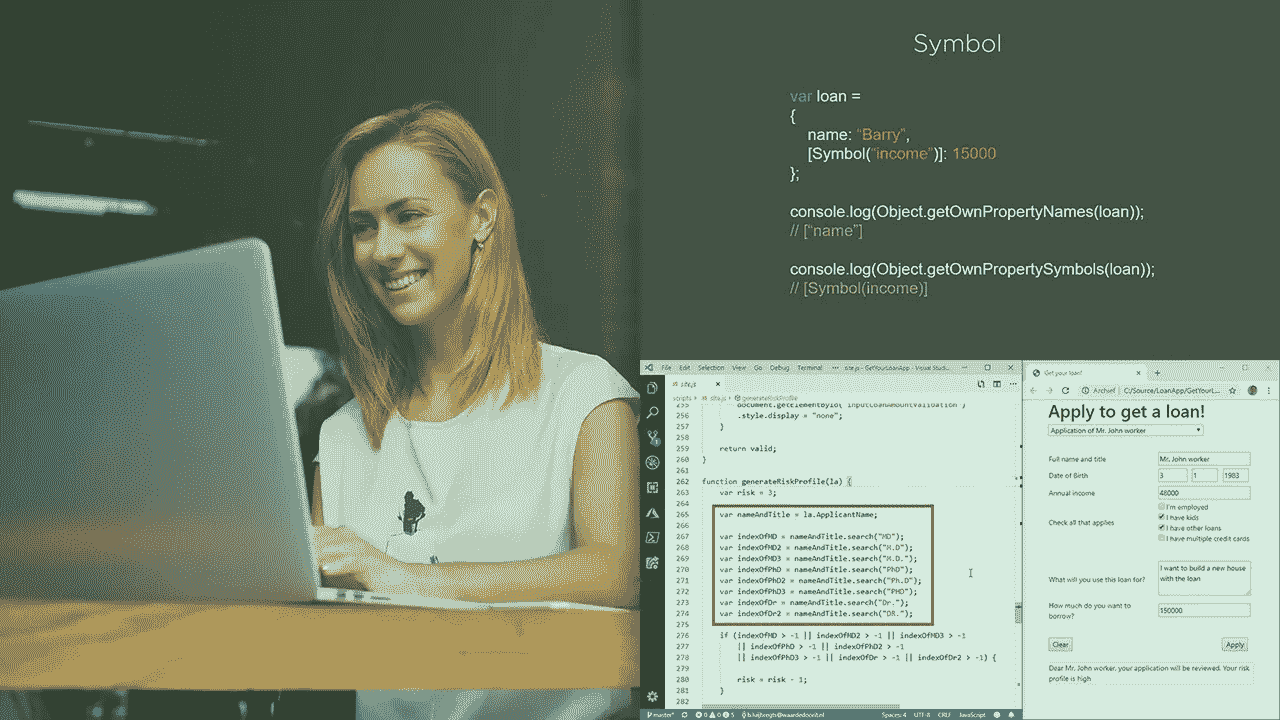 Symbol
var loan =
{
name: "Barry",
[Symbol("income")]: 15000
};
console.log(Object.getOwnPropertyNames(loan));
// ["name"]
console.log(Object.getOwnPropertySymbols(loan));
// [Symbol(income)]
File Edit Selection View Go Debug Terminal ··· site.js - GetYourLoanApp - Visual Studi...
site.js
scripts › site.js › generateRiskProfile
255 document.getElementById("inputLoanAmountValidation")
256 .style.display = "none";
257 }
258
259 return valid;
260 }
261
262 function generateRiskProfile(la) {
263 var risk = 3;
264
265 var nameAndTitle = la.ApplicantName;
266
267 var indexOfMD = nameAndTitle.search("MD");
268 var indexOfMD2 = nameAndTitle.search("M.D");
269 var indexOfMD3 = nameAndTitle.search("M.D.");
270 var indexOfPhD = nameAndTitle.search("PhD");
271 var indexOfPhD2 = nameAndTitle.search("Ph.D");
272 var indexOfPhD3 = nameAndTitle.search("PHD");
273 var indexOfDr = nameAndTitle.search("Dr.");
274 var indexOfDr2 = nameAndTitle.search("DR.");
275
276 if (indexOfMD > -1 || indexOfMD2 > -1 || indexOfMD3 > -1
277 || indexOfPhD > -1 || indexOfPhD2 > -1
278 || indexOfPhD3 > -1 || indexOfDr > -1 || indexOfDr2 > -1) {
279
280 risk = risk - 1;
281 }
282
master* 0 0 5 Spaces: 4 UTF-8 CRLF JavaScript
Get your loan!
Archief C:/Source/LoanApp/GetYourL...
Apply to get a loan!
Application of Mr. John worker
Full name and title Mr. John worker
Date of Birth 3 1 1983
Annual income 48000
I'm employed
Check all that applies I have kids
I have other loans
I have multiple credit cards
What will you use this loan for? I want to build a new house
with the loan
How much do you want to
borrow? 150000
Clear Apply
Dear Mr. John worker, your application will be reviewed. Your risk
profile is high